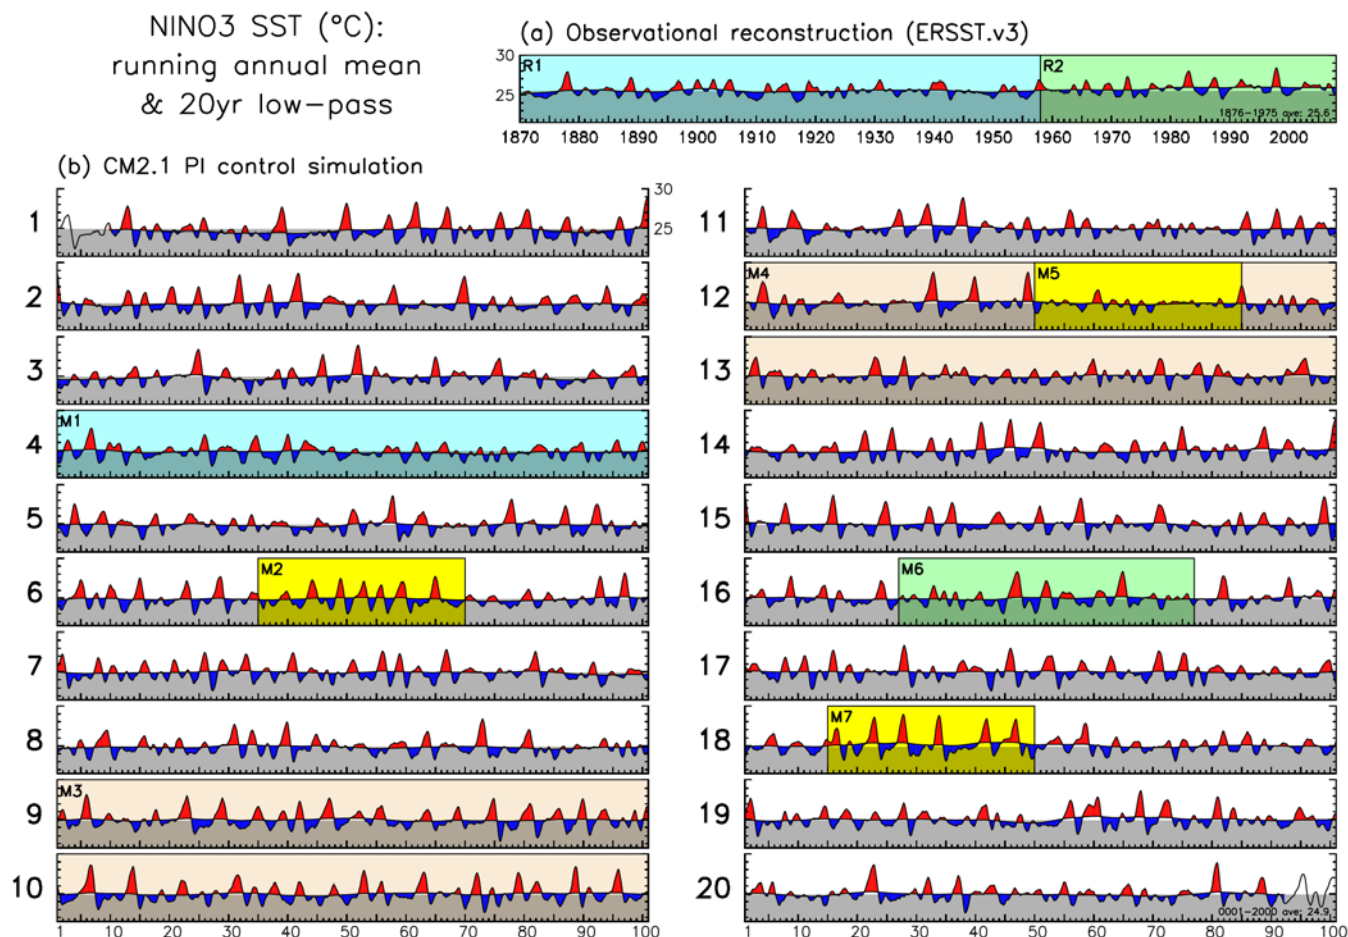 NINO3 SST (°C):
running annual mean
& 20yr low-pass
(a) Observational reconstruction (ERSST.v3)
30
25
R1
R2
1876-1975 ave: 25.6
1870 1880 1890 1900 1910 1920 1930 1940 1950 1960 1970 1980 1990 2000
(b) CM2.1 PI control simulation
1
30
25
2
3
4
M1
5
6
M2
7
8
9
M3
10
1 10 20 30 40 50 60 70 80 90 100
11
12
M4
M5
13
14
15
16
M6
17
18
M7
19
20
0001-2000 ave: 24.9
1 10 20 30 40 50 60 70 80 90 100